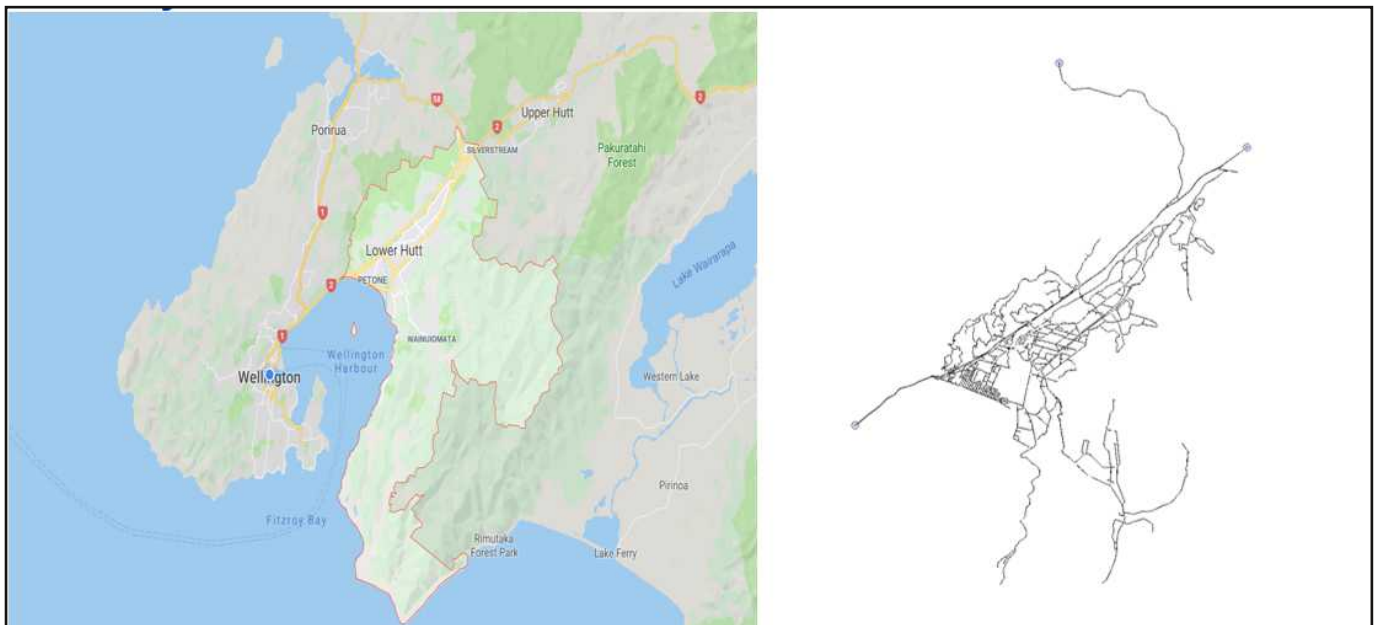 58
2
Upper Hutt
2
Porirua
SILVERSTREAM
Pakuratahi
Forest
1
Lower Hutt
Lake Wairarapa
PETONE
2
1
Wellington
Harbour
WAINUIOMATA
Wellington
Western Lake
Pirinoa
Fitzroy Bay
Rimutaka
Forest Park
Lake Ferry